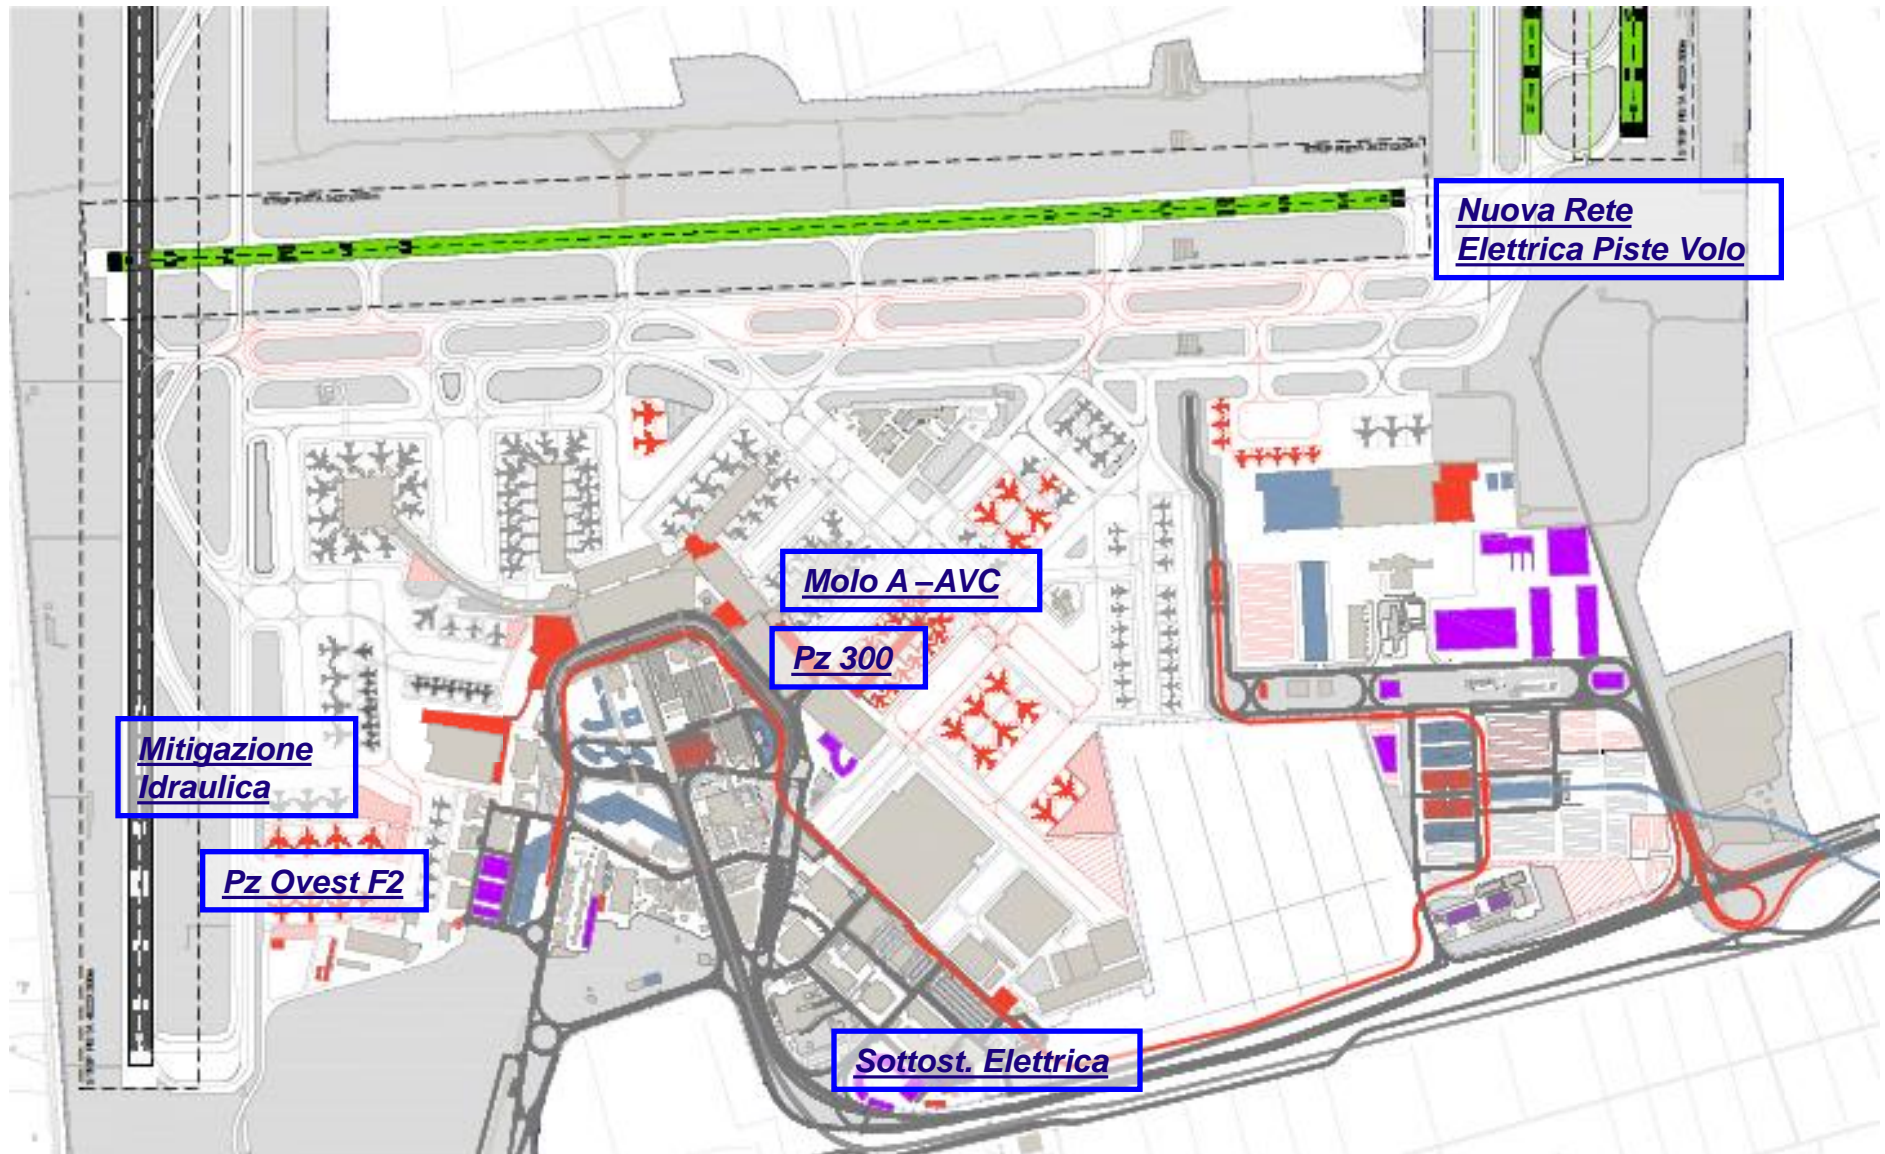 Nuova Rete
Elettrica Piste Volo
Molo A – AVC
Pz 300
Mitigazione
Idraulica
Pz Ovest F2
Sottost. Elettrica